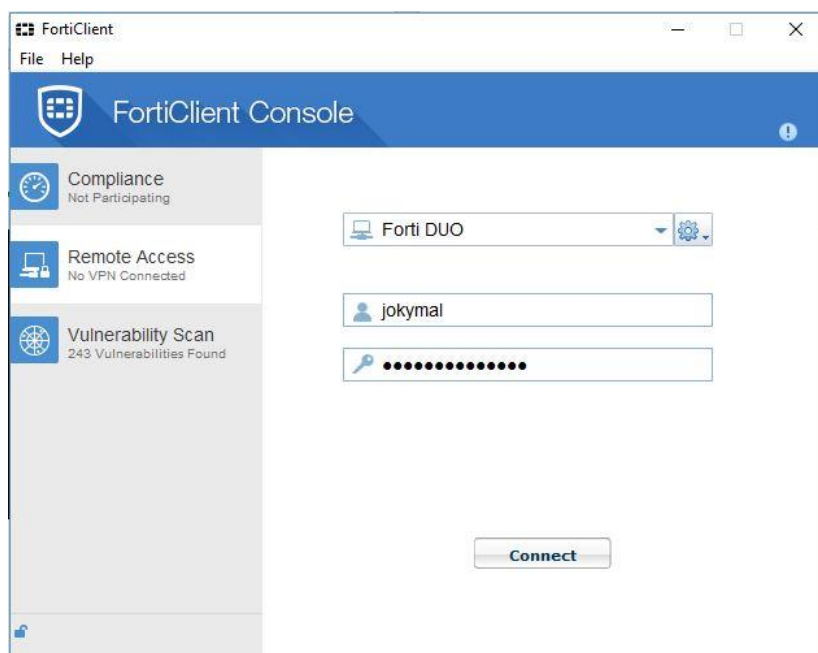 FortiClient
File Help
FortiClient Console
Compliance
Not Participating
Remote Access
No VPN Connected
Vulnerability Scan
243 Vulnerabilities Found
Forti DUO
jokymal
●●●●●●●●●●●●●●
Connect